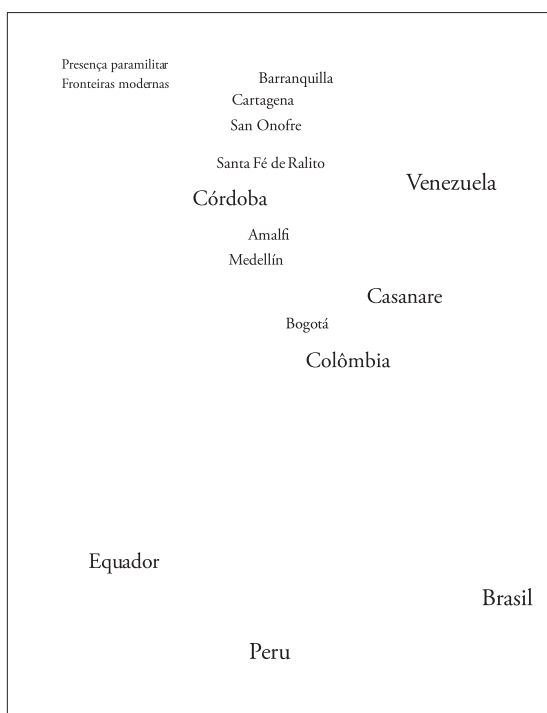 Presença paramilitar
Fronteiras modernas
Barranquilla
Cartagena
San Onofre
Santa Fé de Ralito
Venezuela
Córdoba
Amalfi
Medellín
Casanare
Bogotá
Colômbia
Equador
Brasil
Peru